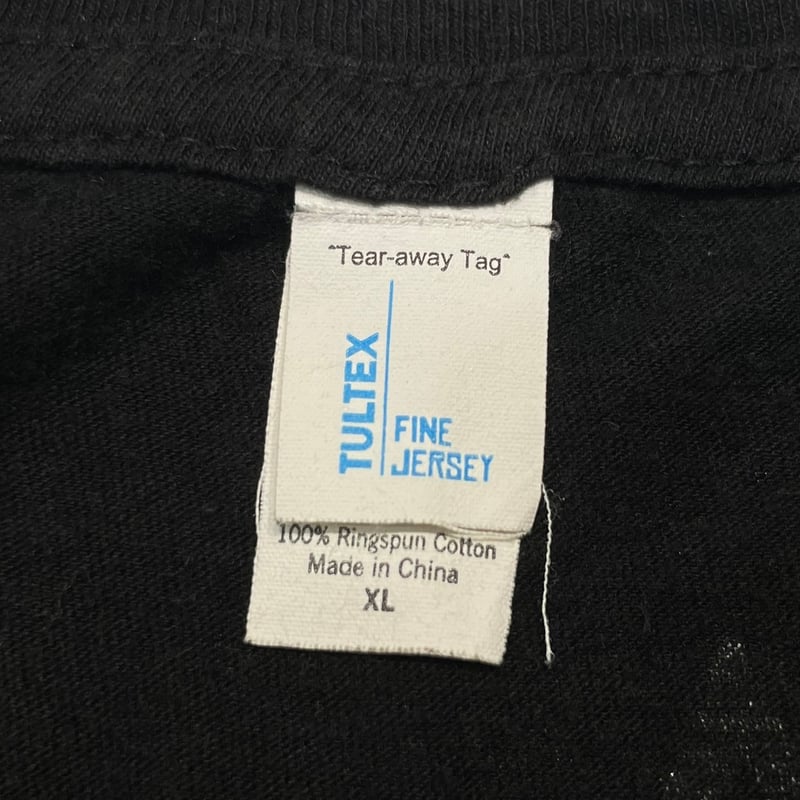 "Tear-away Tag"
TULTEX
FINE
JERSEY
100% Ringspun Cotton
Made in China
XL